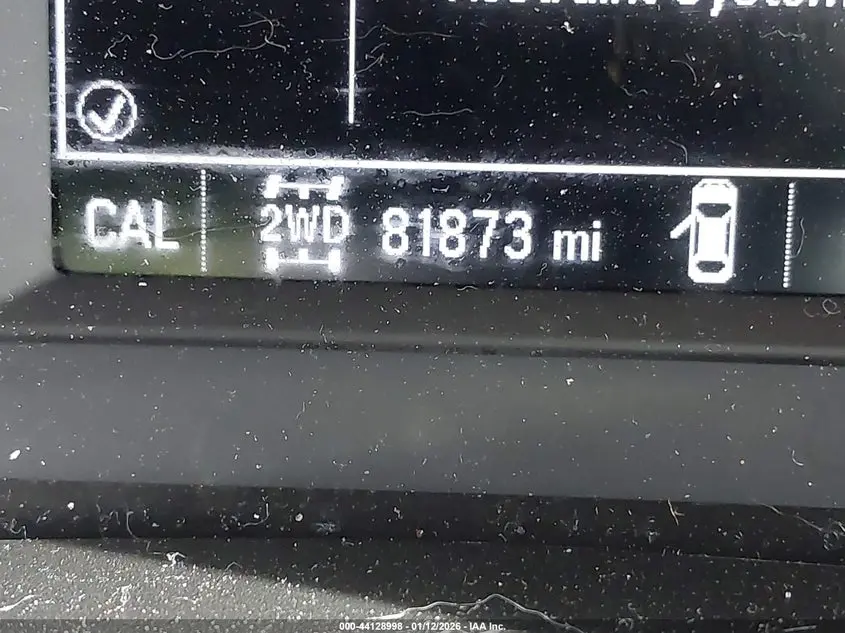 CAL 2WD 81873 mi
000-44128998 - 01/12/2026 - IAA Inc.